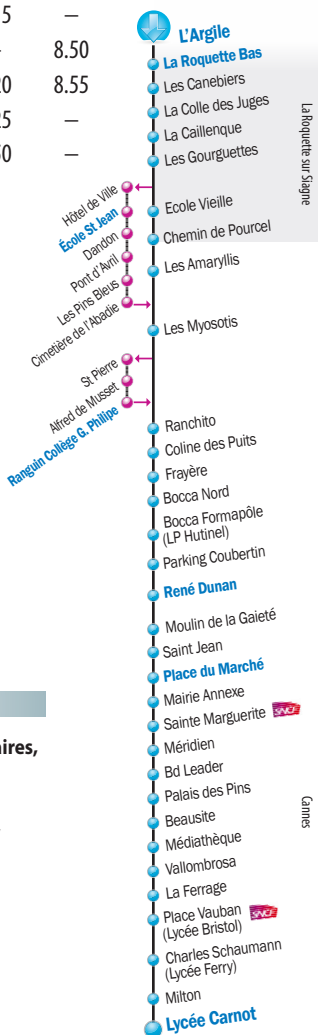 5 —
8.50
20 8.55
25 —
50 —
L'Argile
La Roquette Bas
Les Canebiers
La Colle des Juges
La Caillenque
Les Gourguettes
La Roquette sur Siagne
Hôtel de Ville
École St Jean
Dandon
Pont d'Avril
Les Pins Bleus
Cimetière de l'Abadie
Ecole Vieille
Chemin de Pourcel
Les Amaryllis
Les Myosotis
St Pierre
Alfred de Musset
Ranguin Collège G. Philipe
Ranchito
Coline des Puits
Frayère
Bocca Nord
Bocca Formapôle
(LP Hutinel)
Parking Coubertin
René Dunan
Moulin de la Gaieté
Saint Jean
Place du Marché
Mairie Annexe
Sainte Marguerite SNCF
Méridien
Bd Leader
Palais des Pins
Beausite
Médiathèque
Vallombrosa
La Ferrage
Place Vauban SNCF
(Lycée Bristol)
Charles Schaumann
(Lycée Ferry)
Milton
Lycée Carnot
Cannes
aires,